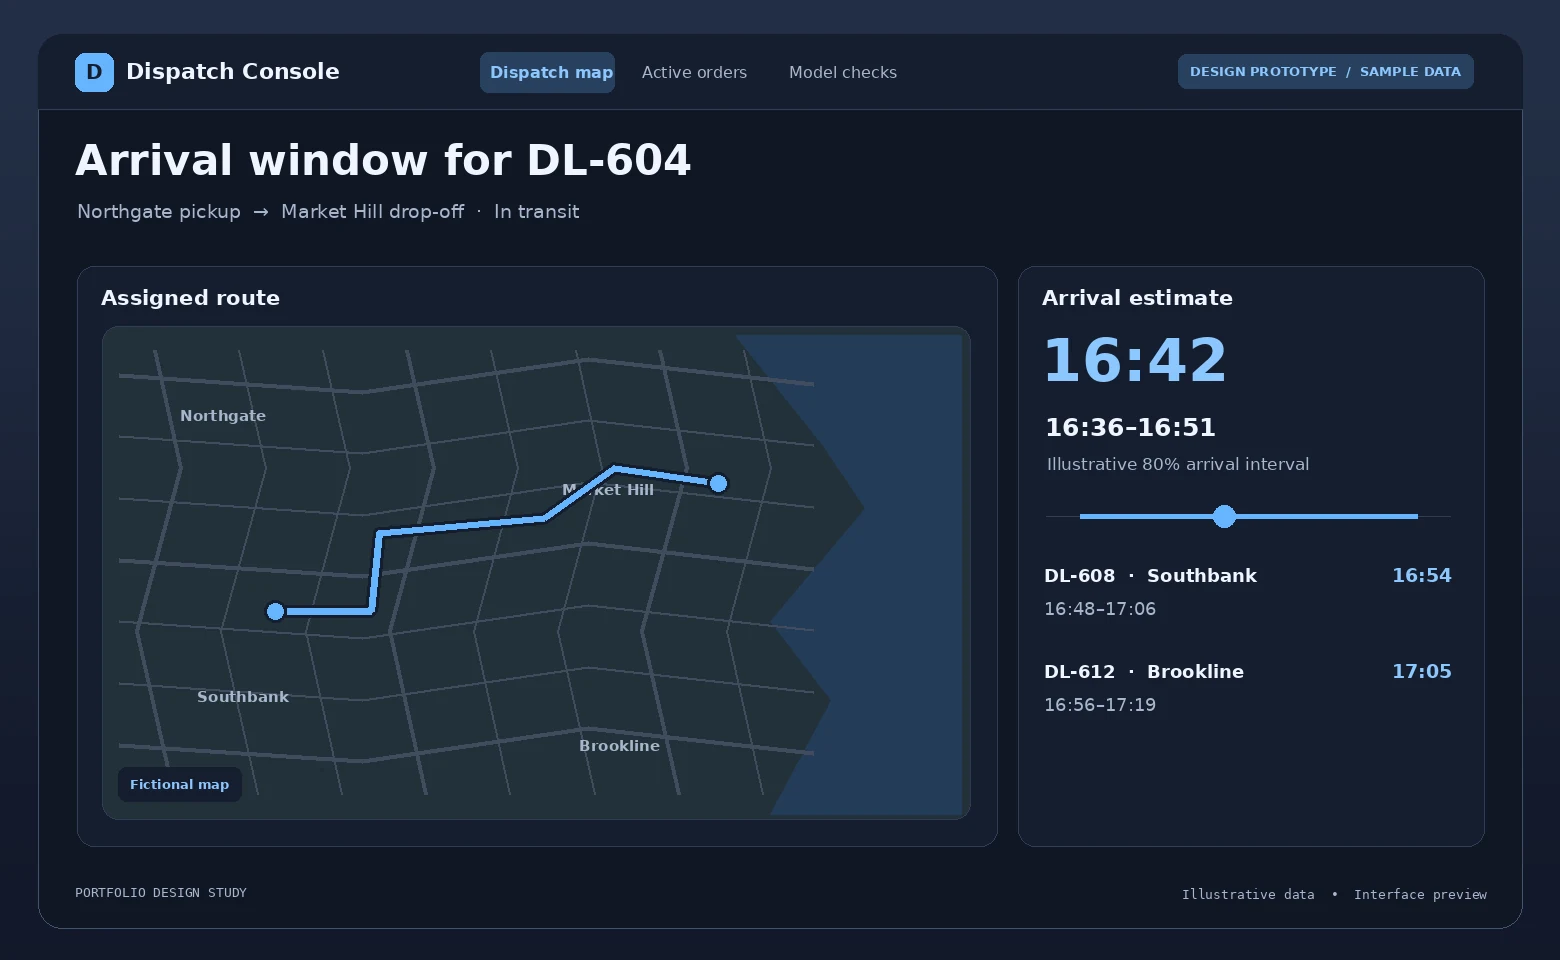 D Dispatch Console
Dispatch map
Active orders
Model checks
DESIGN PROTOTYPE / SAMPLE DATA
Arrival window for DL-604
Northgate pickup → Market Hill drop-off · In transit
Assigned route
Northgate
Market Hill
Southbank
Brookline
Fictional map
Arrival estimate
16:42
16:36–16:51
Illustrative 80% arrival interval
DL-608 · Southbank 16:54
16:48–17:06
DL-612 · Brookline 17:05
16:56–17:19
PORTFOLIO DESIGN STUDY
Illustrative data • Interface preview